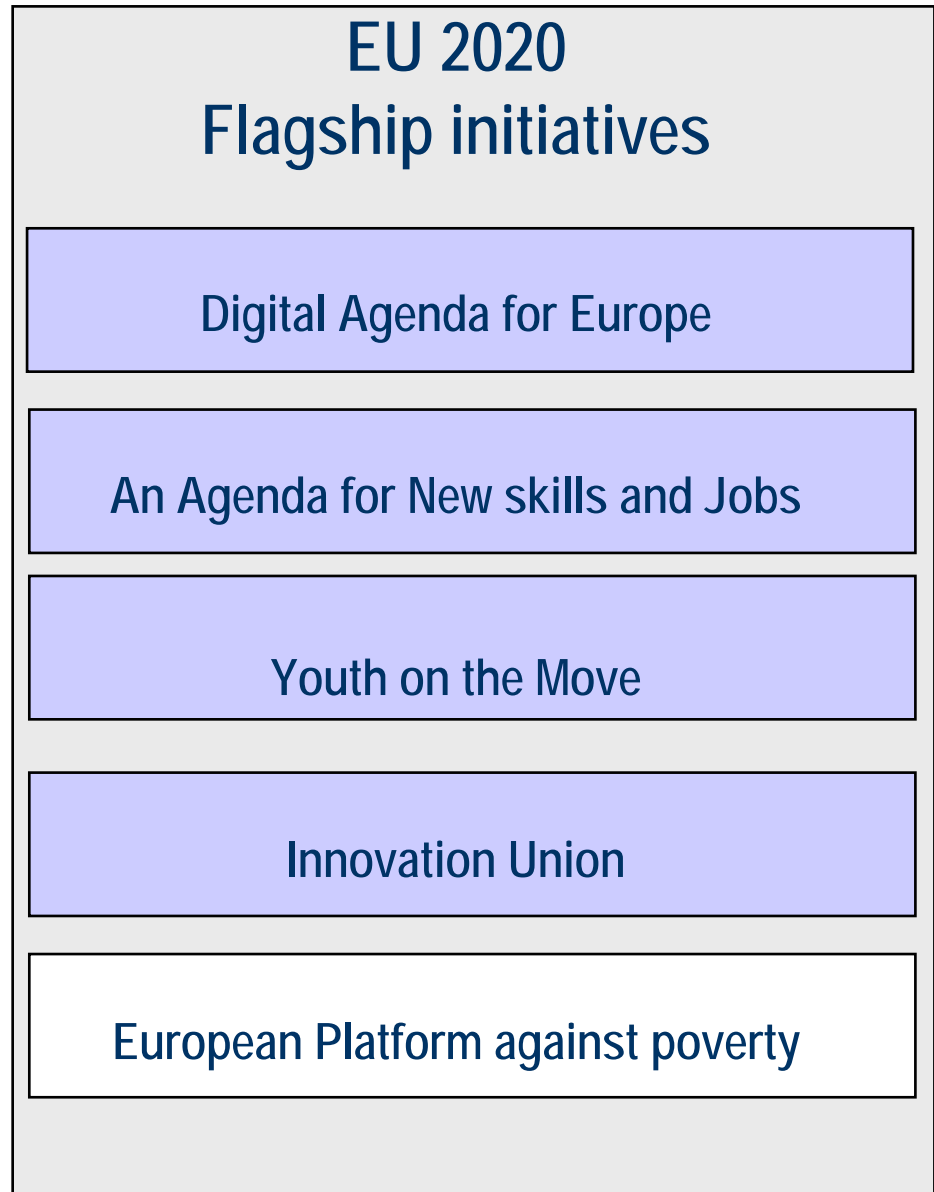 EU 2020
Flagship initiatives
Digital Agenda for Europe
An Agenda for New skills and Jobs
Youth on the Move
Innovation Union
European Platform against poverty